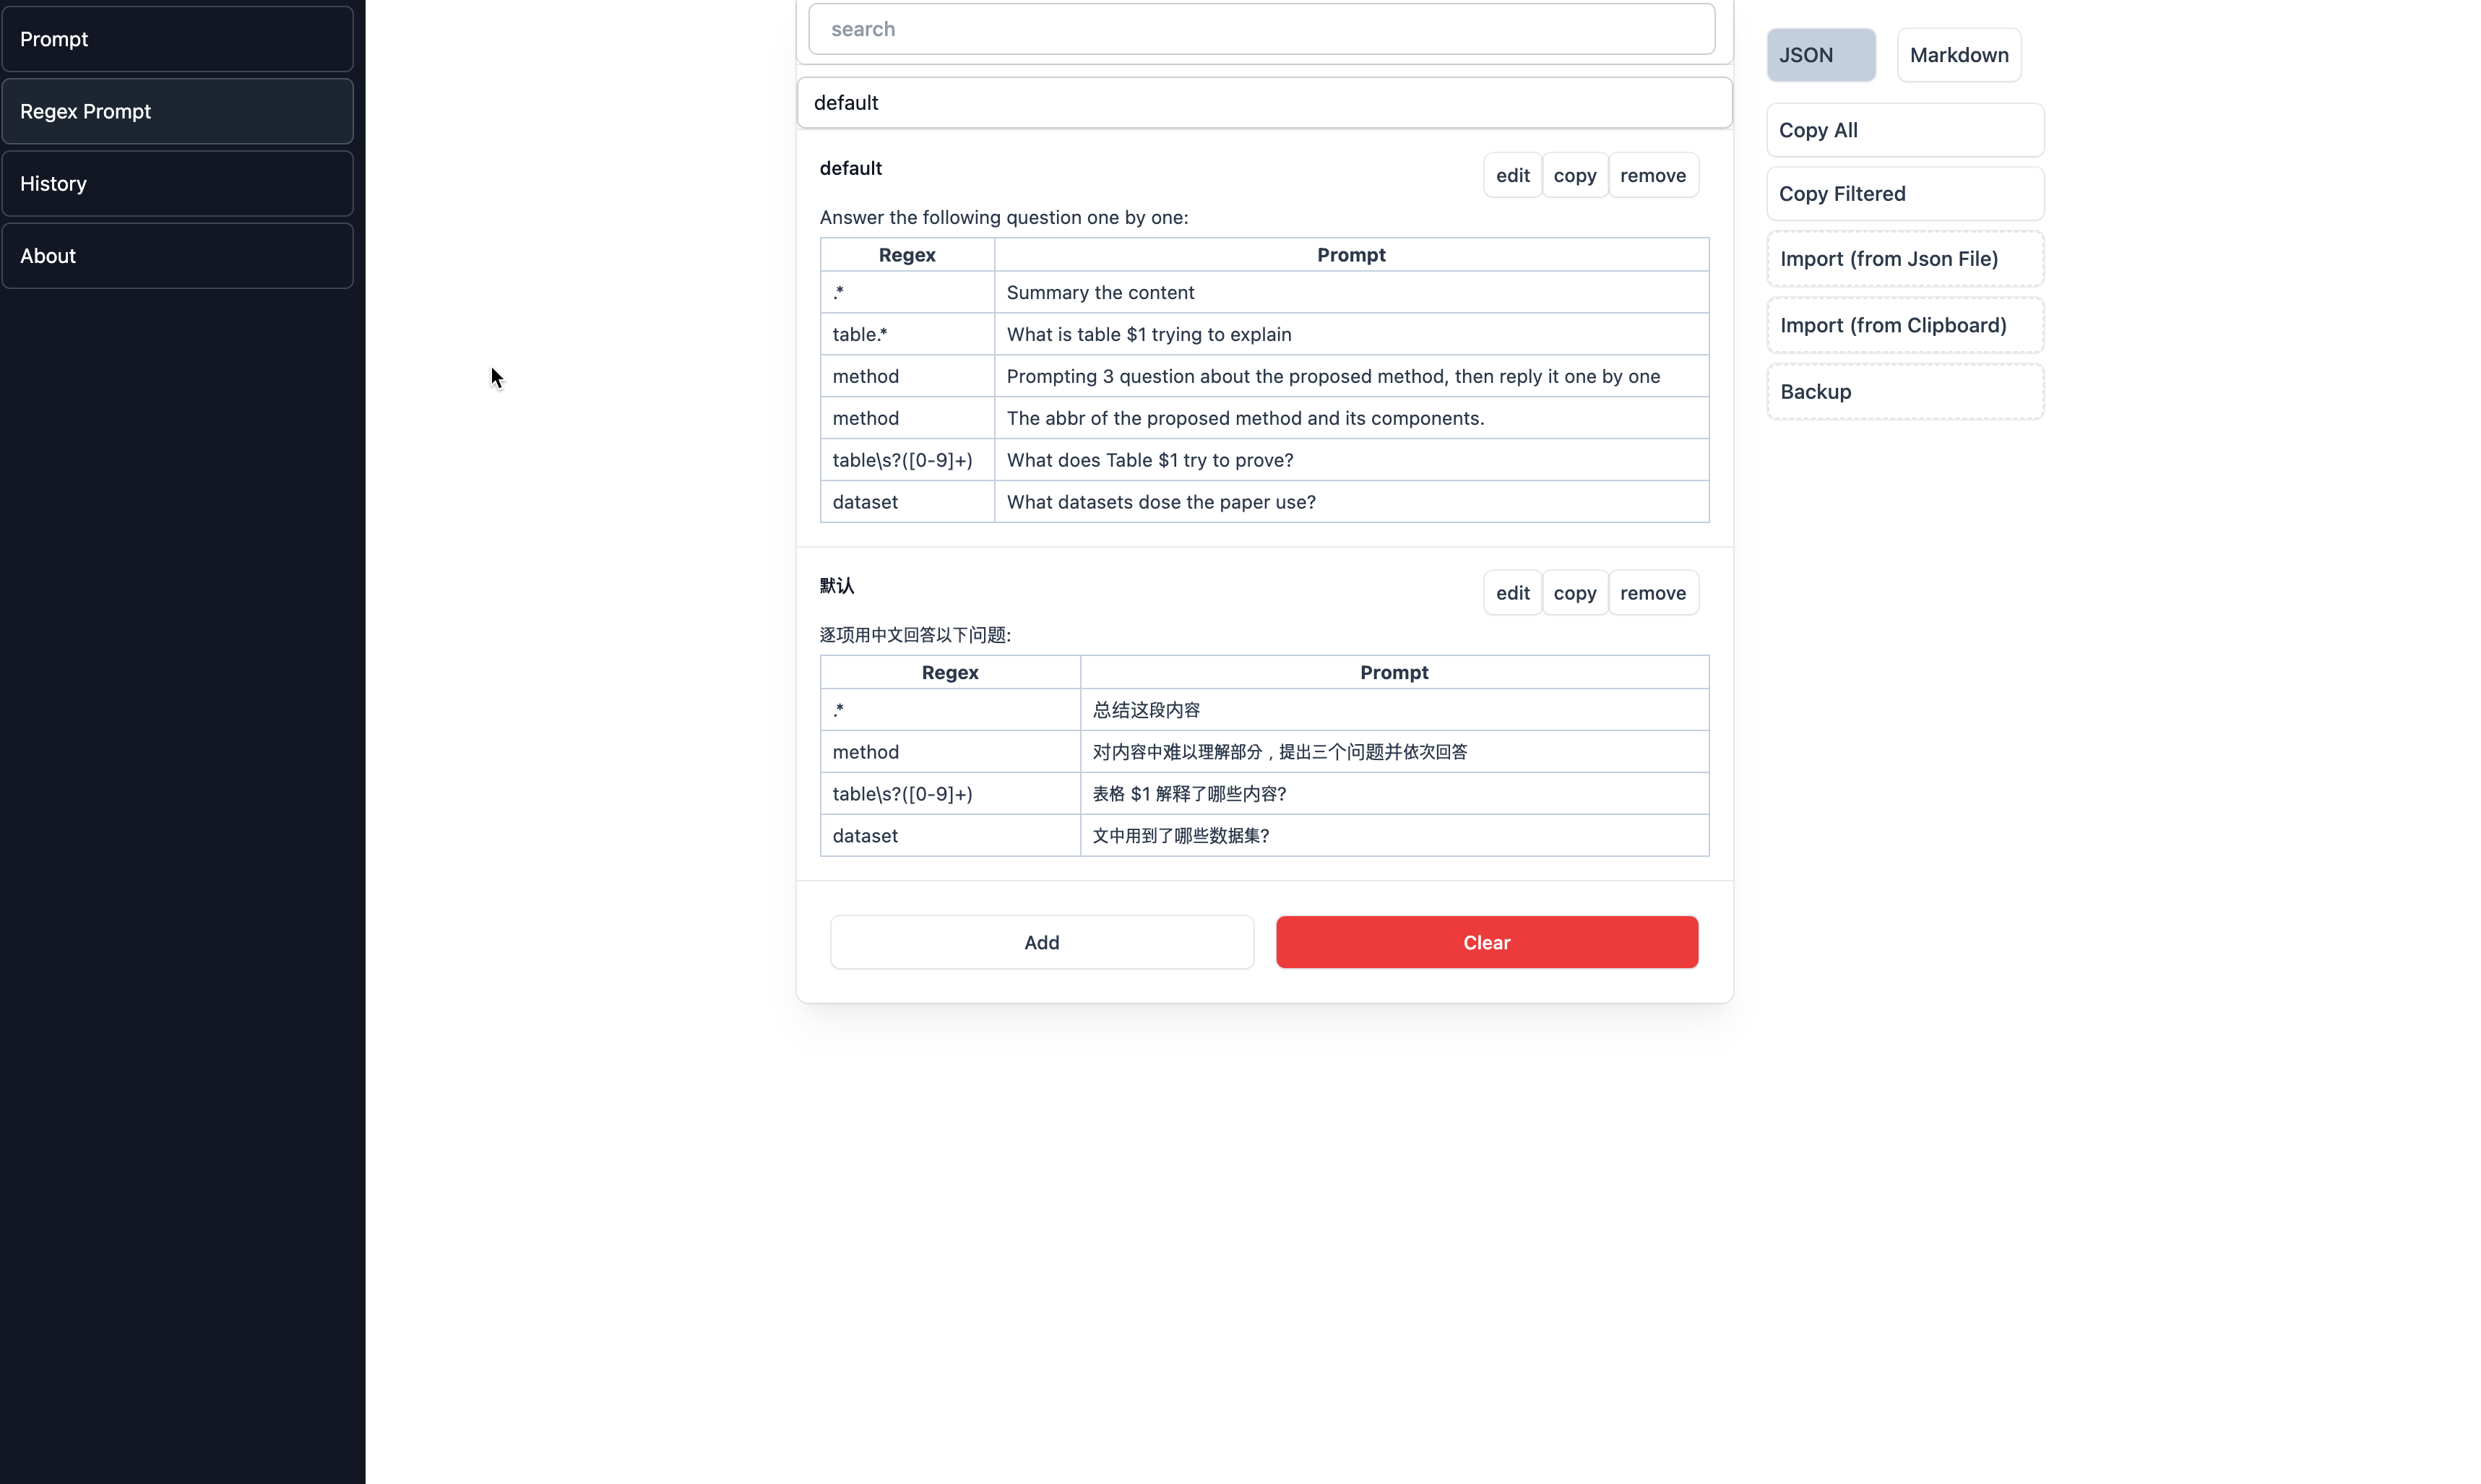 Prompt
Regex Prompt
History
About
search
default
default
edit copy remove
Answer the following question one by one:
Regex Prompt
.* Summary the content
table.* What is table $1 trying to explain
method Prompting 3 question about the proposed method, then reply it one by one
method The abbr of the proposed method and its components.
table\s?([0-9]+) What does Table $1 try to prove?
dataset What datasets dose the paper use?
默认
edit copy remove
逐项用中文回答以下问题:
Regex Prompt
.* 总结这段内容
method 对内容中难以理解部分，提出三个问题并依次回答
table\s?([0-9]+) 表格 $1 解释了哪些内容?
dataset 文中用到了哪些数据集?
Add Clear
JSON Markdown
Copy All
Copy Filtered
Import (from Json File)
Import (from Clipboard)
Backup